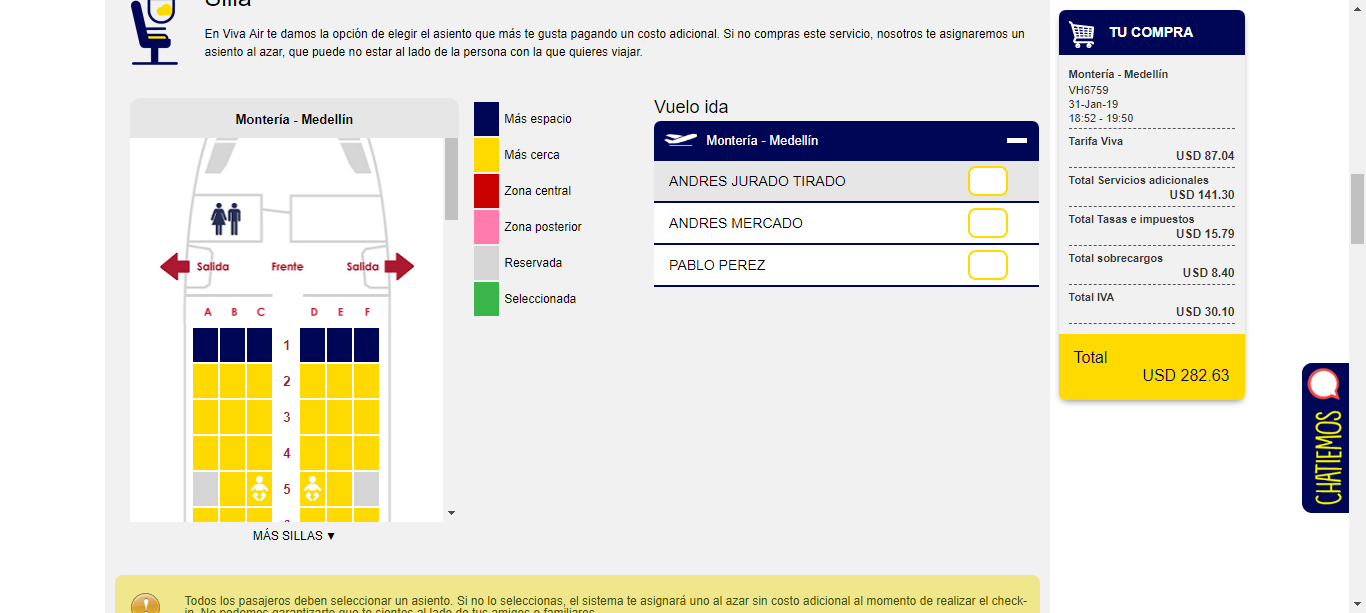 Silla
En Viva Air te damos la opción de elegir el asiento que más te gusta pagando un costo adicional. Si no compras este servicio, nosotros te asignaremos un
asiento al azar, que puede no estar al lado de la persona con la que quieres viajar.
Montería - Medellín
Salida Frente Salida
A B C D E F
1
2
3
4
5
MÁS SILLAS ▼
Más espacio
Más cerca
Zona central
Zona posterior
Reservada
Seleccionada
Vuelo ida
Montería - Medellín
ANDRES JURADO TIRADO
ANDRES MERCADO
PABLO PEREZ
TU COMPRA
Montería - Medellín
VH6759
31-Jan-19
18:52 - 19:50
Tarifa Viva
USD 87.04
Total Servicios adicionales
USD 141.30
Total Tasas e impuestos
USD 15.79
Total sobrecargos
USD 8.40
Total IVA
USD 30.10
Total
USD 282.63
CHATIEMOS
Todos los pasajeros deben seleccionar un asiento. Si no lo seleccionas, el sistema te asignará uno al azar sin costo adicional al momento de realizar el check-
in. No podemos garantizarte que te sientes al lado de tus amigos o familiares.